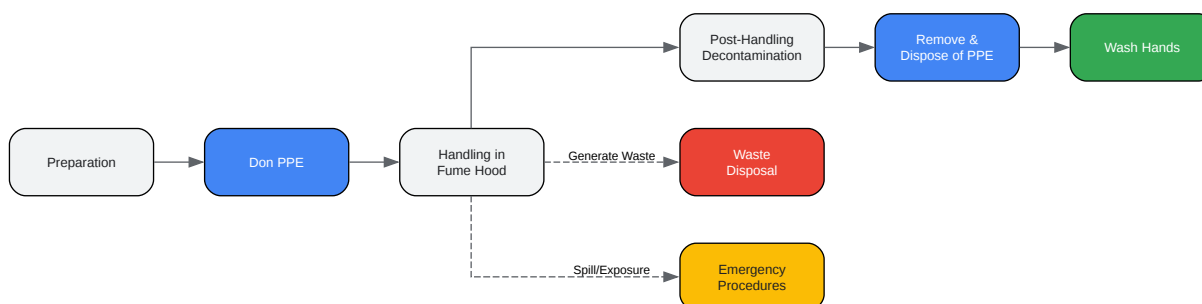 Post-Handling
Decontamination
Remove &
Dispose of PPE
Wash Hands
Preparation
Don PPE
Handling in
Fume Hood
Generate Waste
Waste
Disposal
Spill/Exposure
Emergency
Procedures